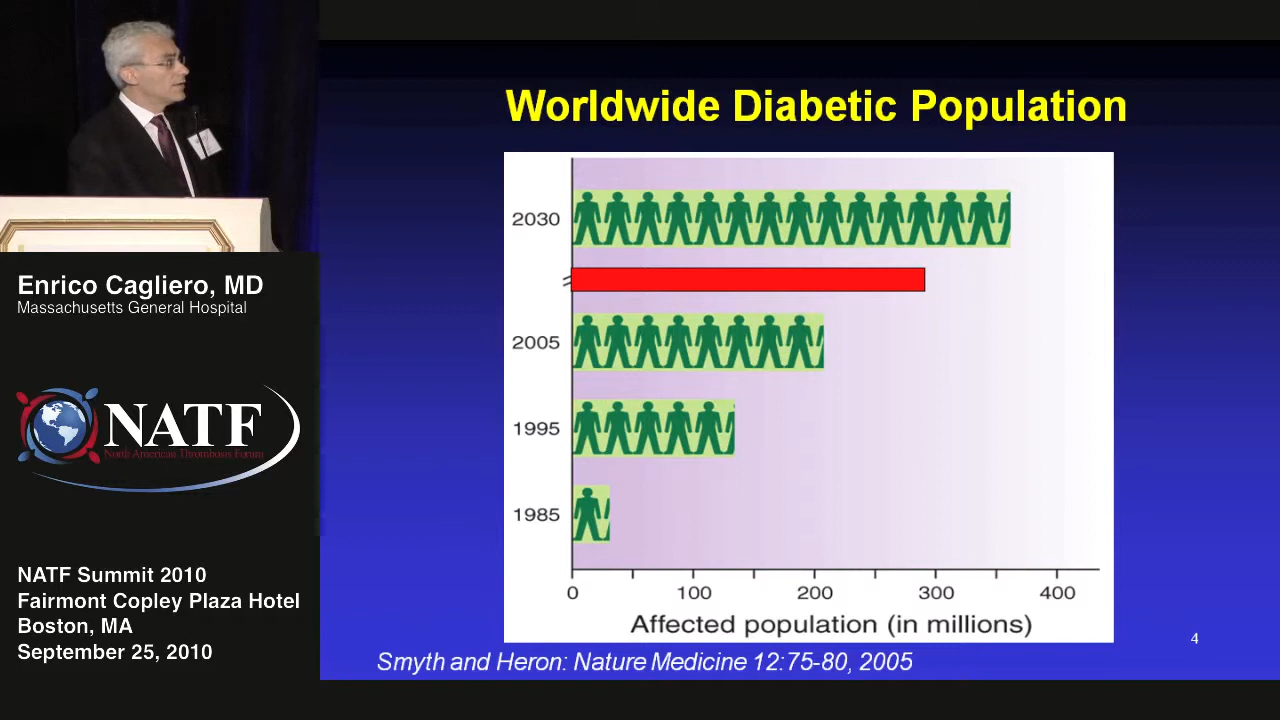 Worldwide Diabetic Population
2030
2005
1995
1985
0 100 200 300 400
Affected population (in millions)
Smyth and Heron: Nature Medicine 12:75-80, 2005
4
Enrico Cagliero, MD
Massachusetts General Hospital
NATF
North American Thrombosis Forum
NATF Summit 2010
Fairmont Copley Plaza Hotel
Boston, MA
September 25, 2010